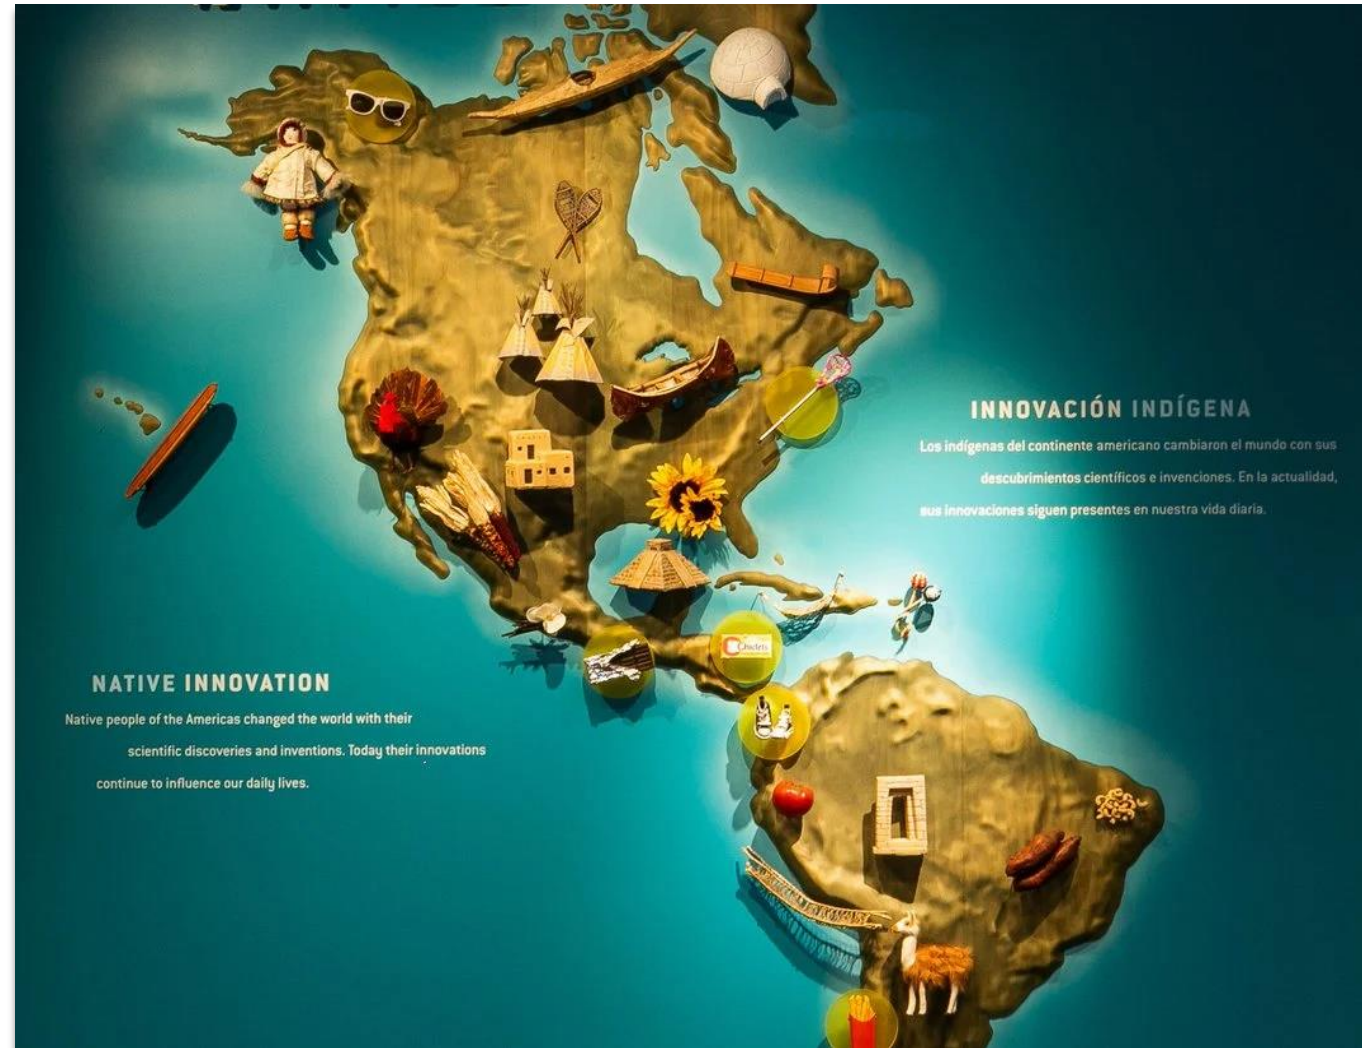 INNOVACIÓN INDÍGENA
Los indígenas del continente americano cambiaron el mundo con sus
descubrimientos científicos e invenciones. En la actualidad,
sus innovaciones siguen presentes en nuestra vida diaria.
Chiclets
NATIVE INNOVATION
Native people of the Americas changed the world with their
scientific discoveries and inventions. Today their innovations
continue to influence our daily lives.